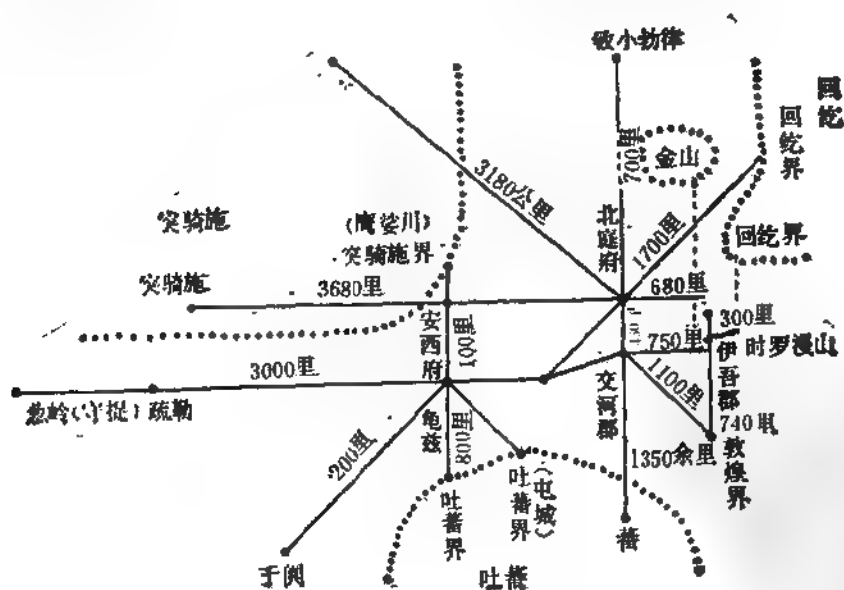 敌小勃律
回纥
回纥界
金山
700里
3180公里
北庭府
1700里
回纥界
突骑施
(鹰娑川)
突骑施界
突骑施
3680里
680里
安西府
100里
300里
750里
伊吾郡
时罗漫山
3000里
葱岭(守捉)疏勒
龟兹
交河郡
1100里
740里
敦煌界
200里
800里
1350余里
吐蕃界
吐蕃界
(屯城)
蕃
于阗
吐蕃